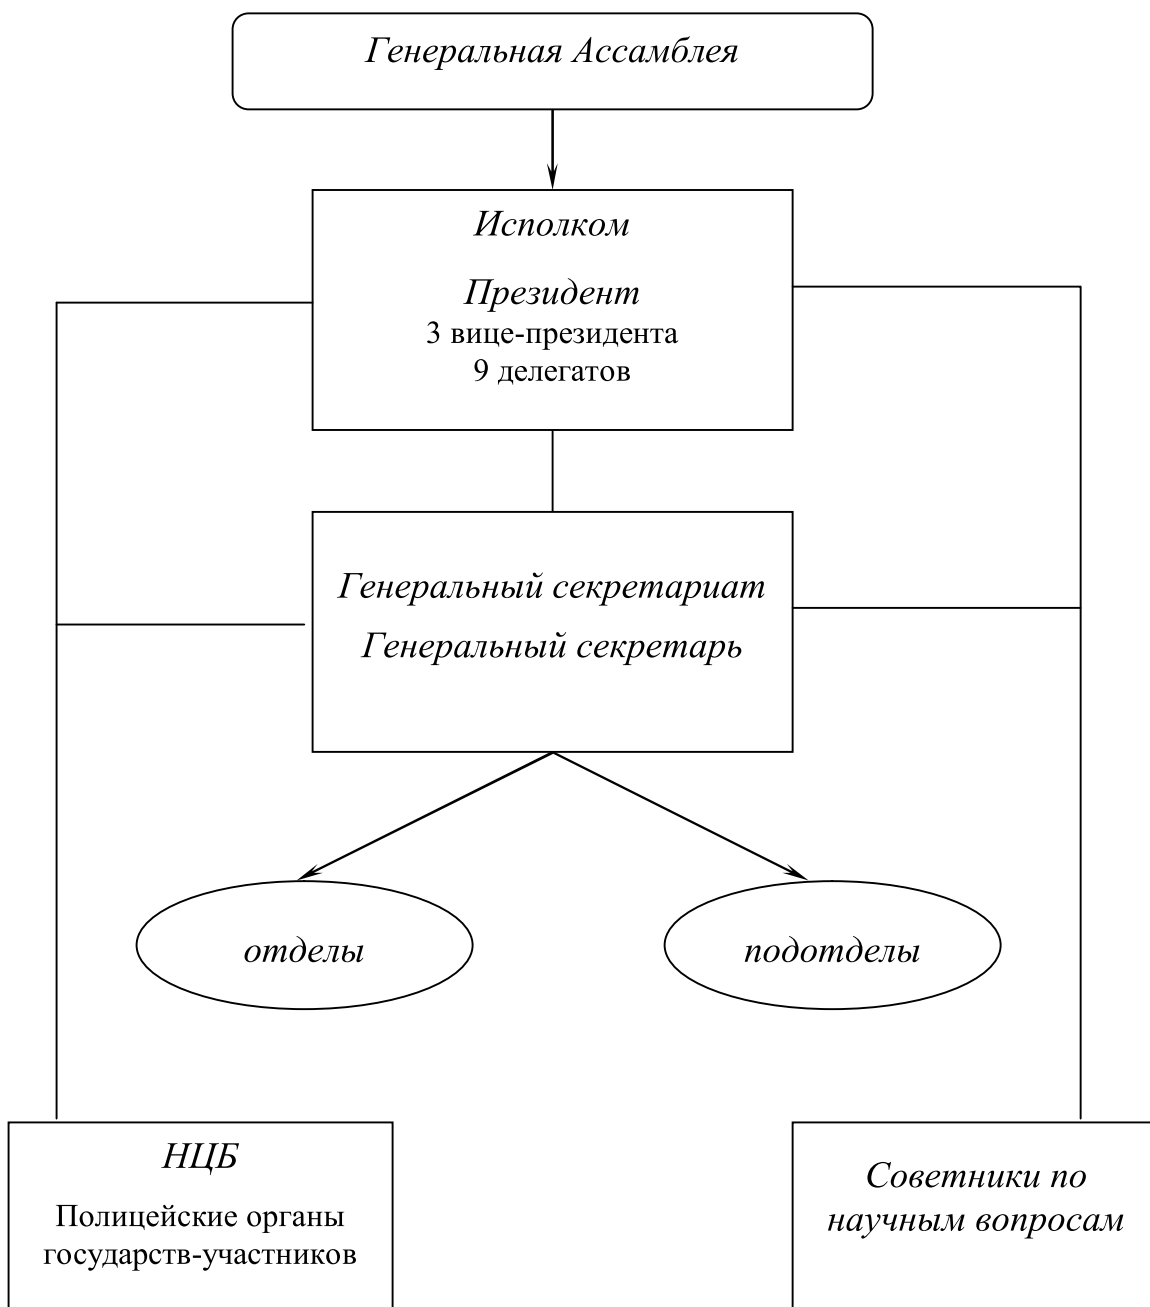 Генеральная Ассамблея
Исполком
Президент
3 вице-президента
9 делегатов
Генеральный секретариат
Генеральный секретарь
отделы
подотделы
НЦБ
Полицейские органы
государств-участников
Советники по
научным вопросам